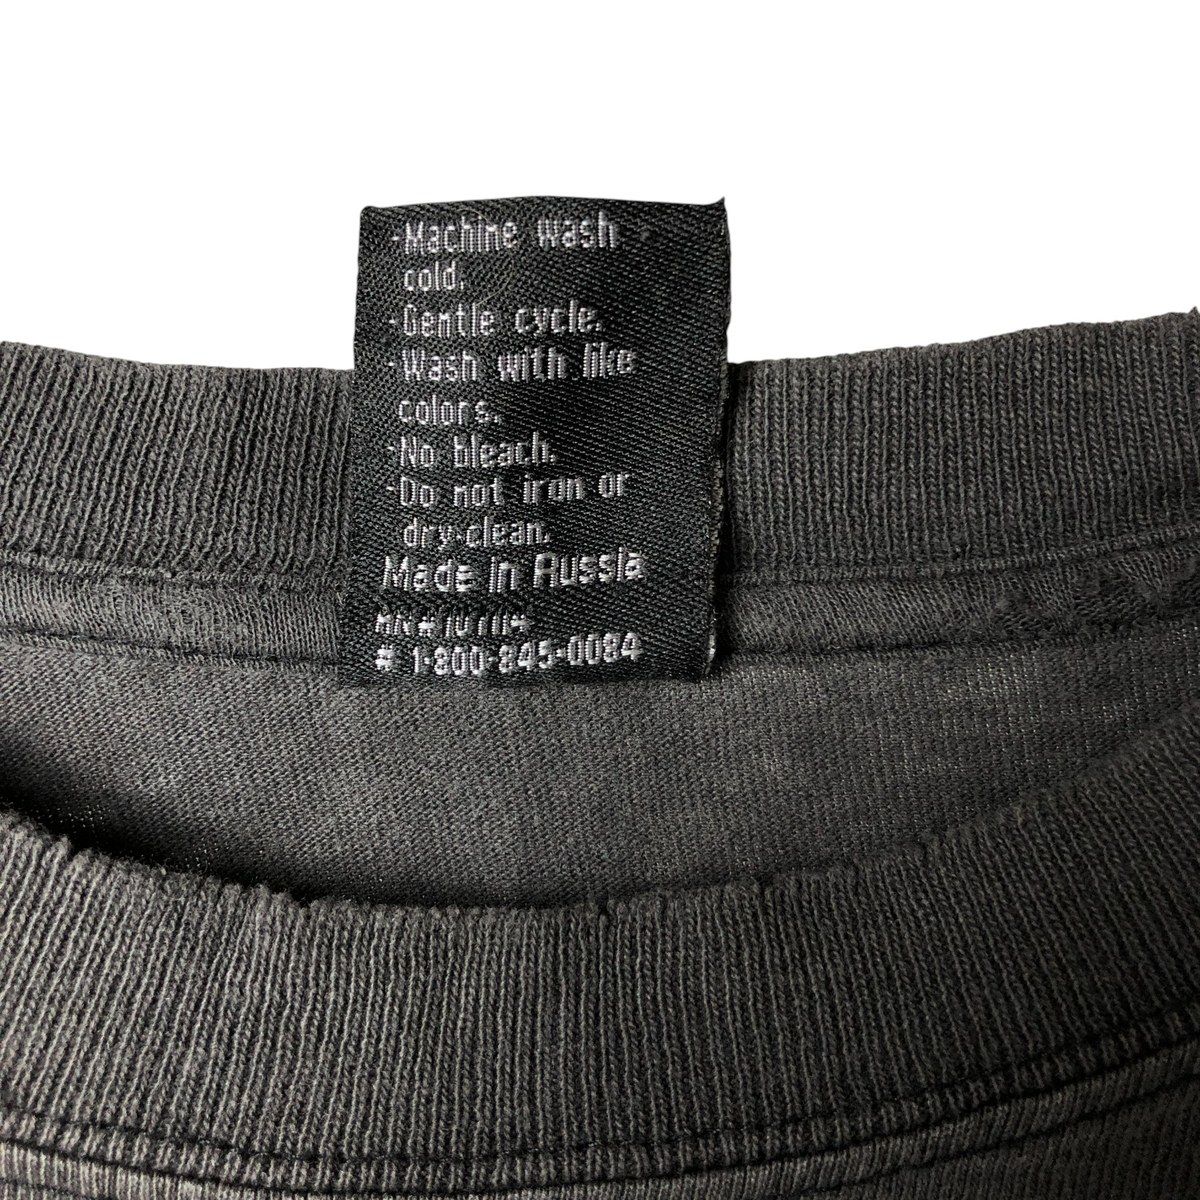 -Machine wash
cold.
-Gentle cycle.
-Wash with like
colors.
-No bleach.
-Do not iron or
dry-clean.
Made in Russia
# 1-800-845-0084